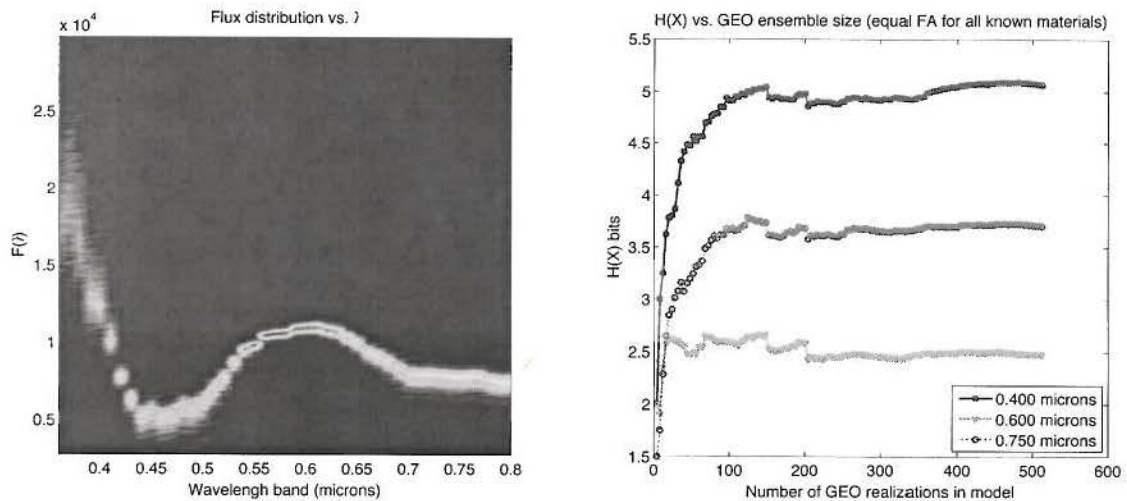 Flux distribution vs. λ
x 10⁴
2.5
2
1.5
1
0.5
F(λ)
0.4 0.45 0.5 0.55 0.6 0.65 0.7 0.75 0.8
Wavelengh band (microns)
H(X) vs. GEO ensemble size (equal FA for all known materials)
5.5
5
4.5
4
3.5
3
2.5
2
1.5
H(X) bits
0.400 microns
0.600 microns
0.750 microns
0 100 200 300 400 500 600
Number of GEO realizations in model